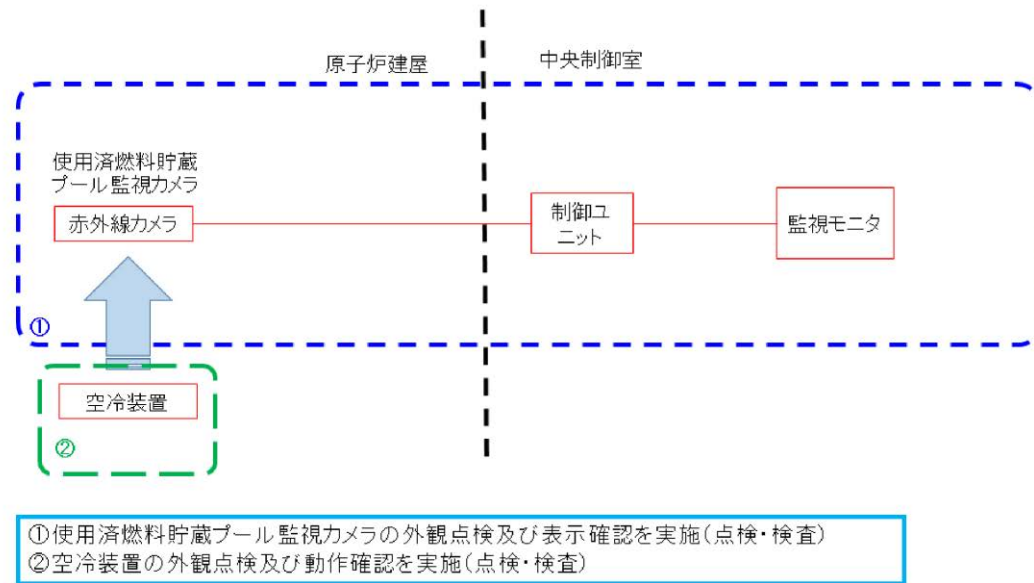 原子炉建屋
中央制御室
使用済燃料貯蔵
プール監視カメラ
赤外線カメラ
制御ユ
ニット
監視モニタ
①
空冷装置
②
①使用済燃料貯蔵プール監視カメラの外観点検及び表示確認を実施(点検・検査)
②空冷装置の外観点検及び動作確認を実施(点検・検査)